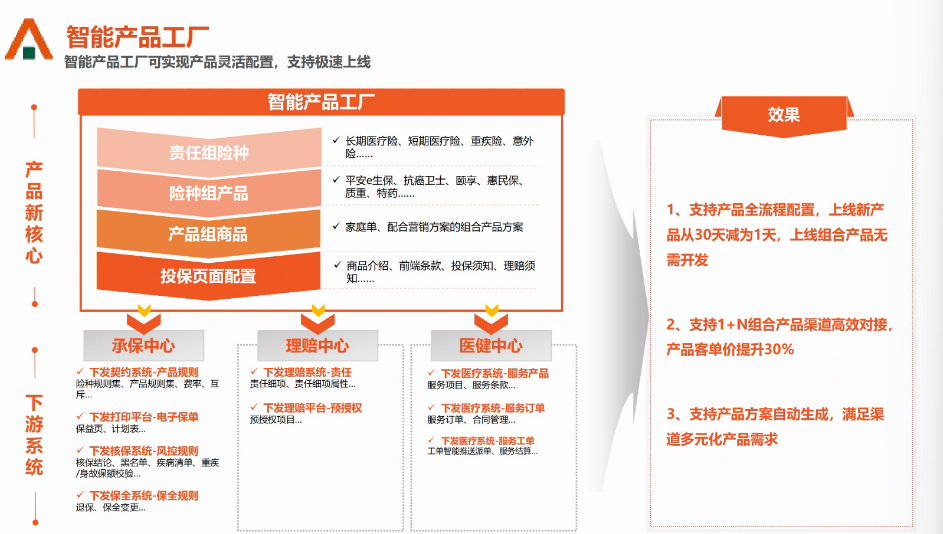 智能产品工厂
智能产品工厂可实现产品灵活配置，支持极速上线
产品新核心
下游系统
智能产品工厂
责任组险种
✓ 长期医疗险、短期医疗险、重疾险、意外
险……
险种组产品
✓ 平安e生保、抗癌卫士、颐享、惠民保、
质重、特药……
产品组商品
✓ 家庭单、配合营销方案的组合产品方案
投保页面配置
✓ 商品介绍、前端条款、投保须知、理赔须
知……
承保中心
✓ 下发契约系统-产品规则
险种规则集、产品规则集、费率、互
斥...
✓ 下发打印平台-电子保单
保益页、计划表...
✓ 下发核保系统-风控规则
核保结论、黑名单、疾病清单、重疾
/身故保额校验...
✓ 下发保全系统-保全规则
退保、保全变更...
理赔中心
✓ 下发理赔系统-责任
责任细项、责任细项属性...
✓ 下发理赔平台-预授权
预授权项目...
医健中心
✓ 下发医疗系统-服务产品
服务项目、服务条款...
✓ 下发医疗系统-服务订单
服务订单、合同管理...
✓ 下发医疗系统-服务工单
工单智能推送派单、服务结算...
效果
1、支持产品全流程配置，上线新产
品从30天减为1天，上线组合产品无
需开发
2、支持1+N组合产品渠道高效对接，
产品客单价提升30%
3、支持产品方案自动生成，满足渠
道多元化产品需求